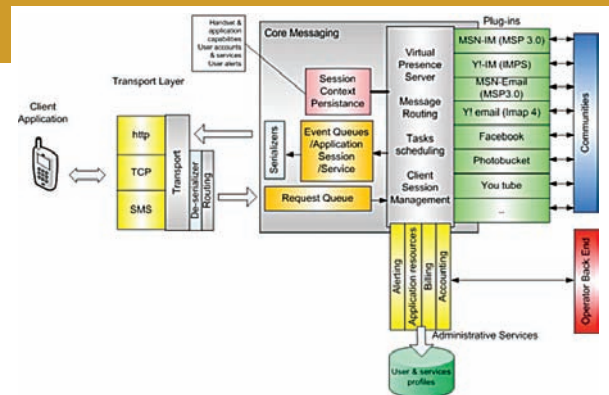 Handset &
application
capabilities
User accounts
& services
User alerts
Core Messaging
Plug-ins
Transport Layer
Client
Application
http
TCP
SMS
Transport
De-serializer
Routing
Session
Context
Persistance
Serializers
Event Queues
/Application
Session
/Service
Request Queue
Virtual
Presence
Server
Message
Routing
Tasks
scheduling
Client
Session
Management
MSN-IM (MSP 3.0)
Y!-IM (IMPS)
MSN-Email
(MSP3.0)
Y! email (Imap 4)
Facebook
Photobucket
You tube
...
Communities
Operator Back End
Alerting
Application resources
Billing
Accounting
Administrative Services
User & services
profiles